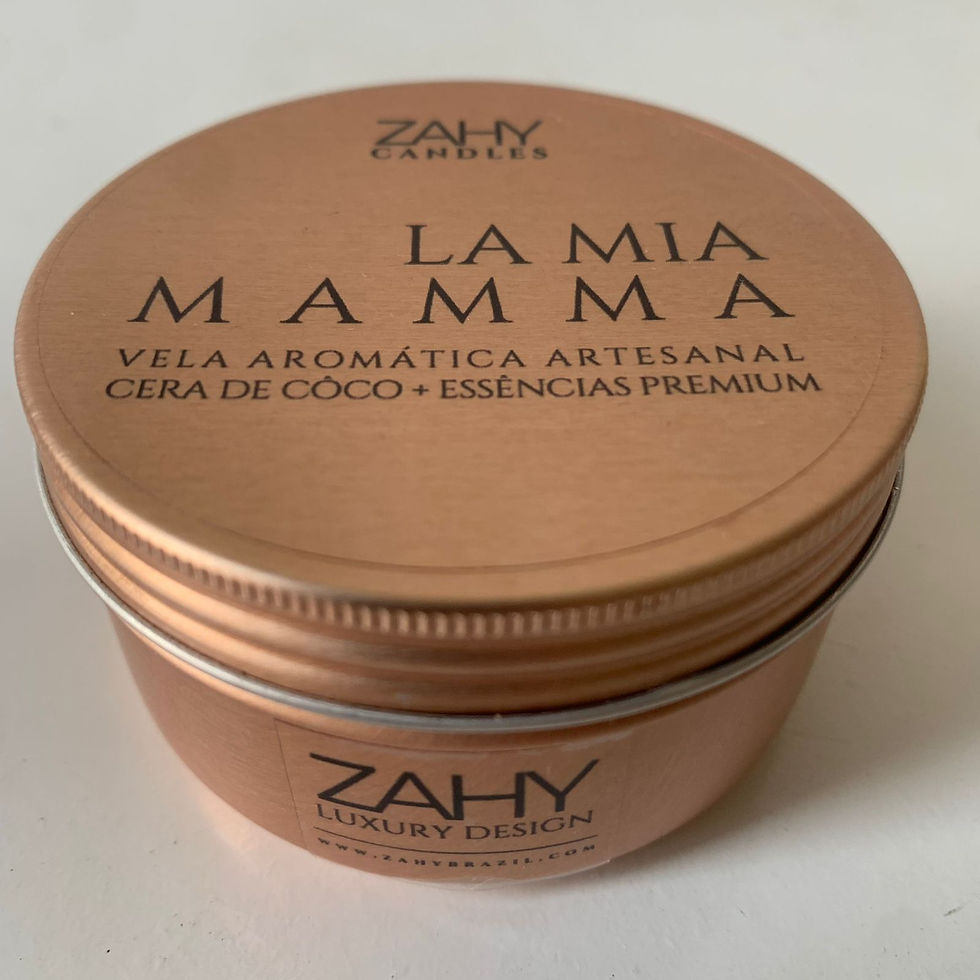 ZAHY
CANDLES
LA MIA
MAMMA
VELA AROMÁTICA ARTESANAL
CERA DE CÔCO + ESSÊNCIAS PREMIUM
ZAHY
LUXURY DESIGN
WWW.ZAHYBRAZIL.COM